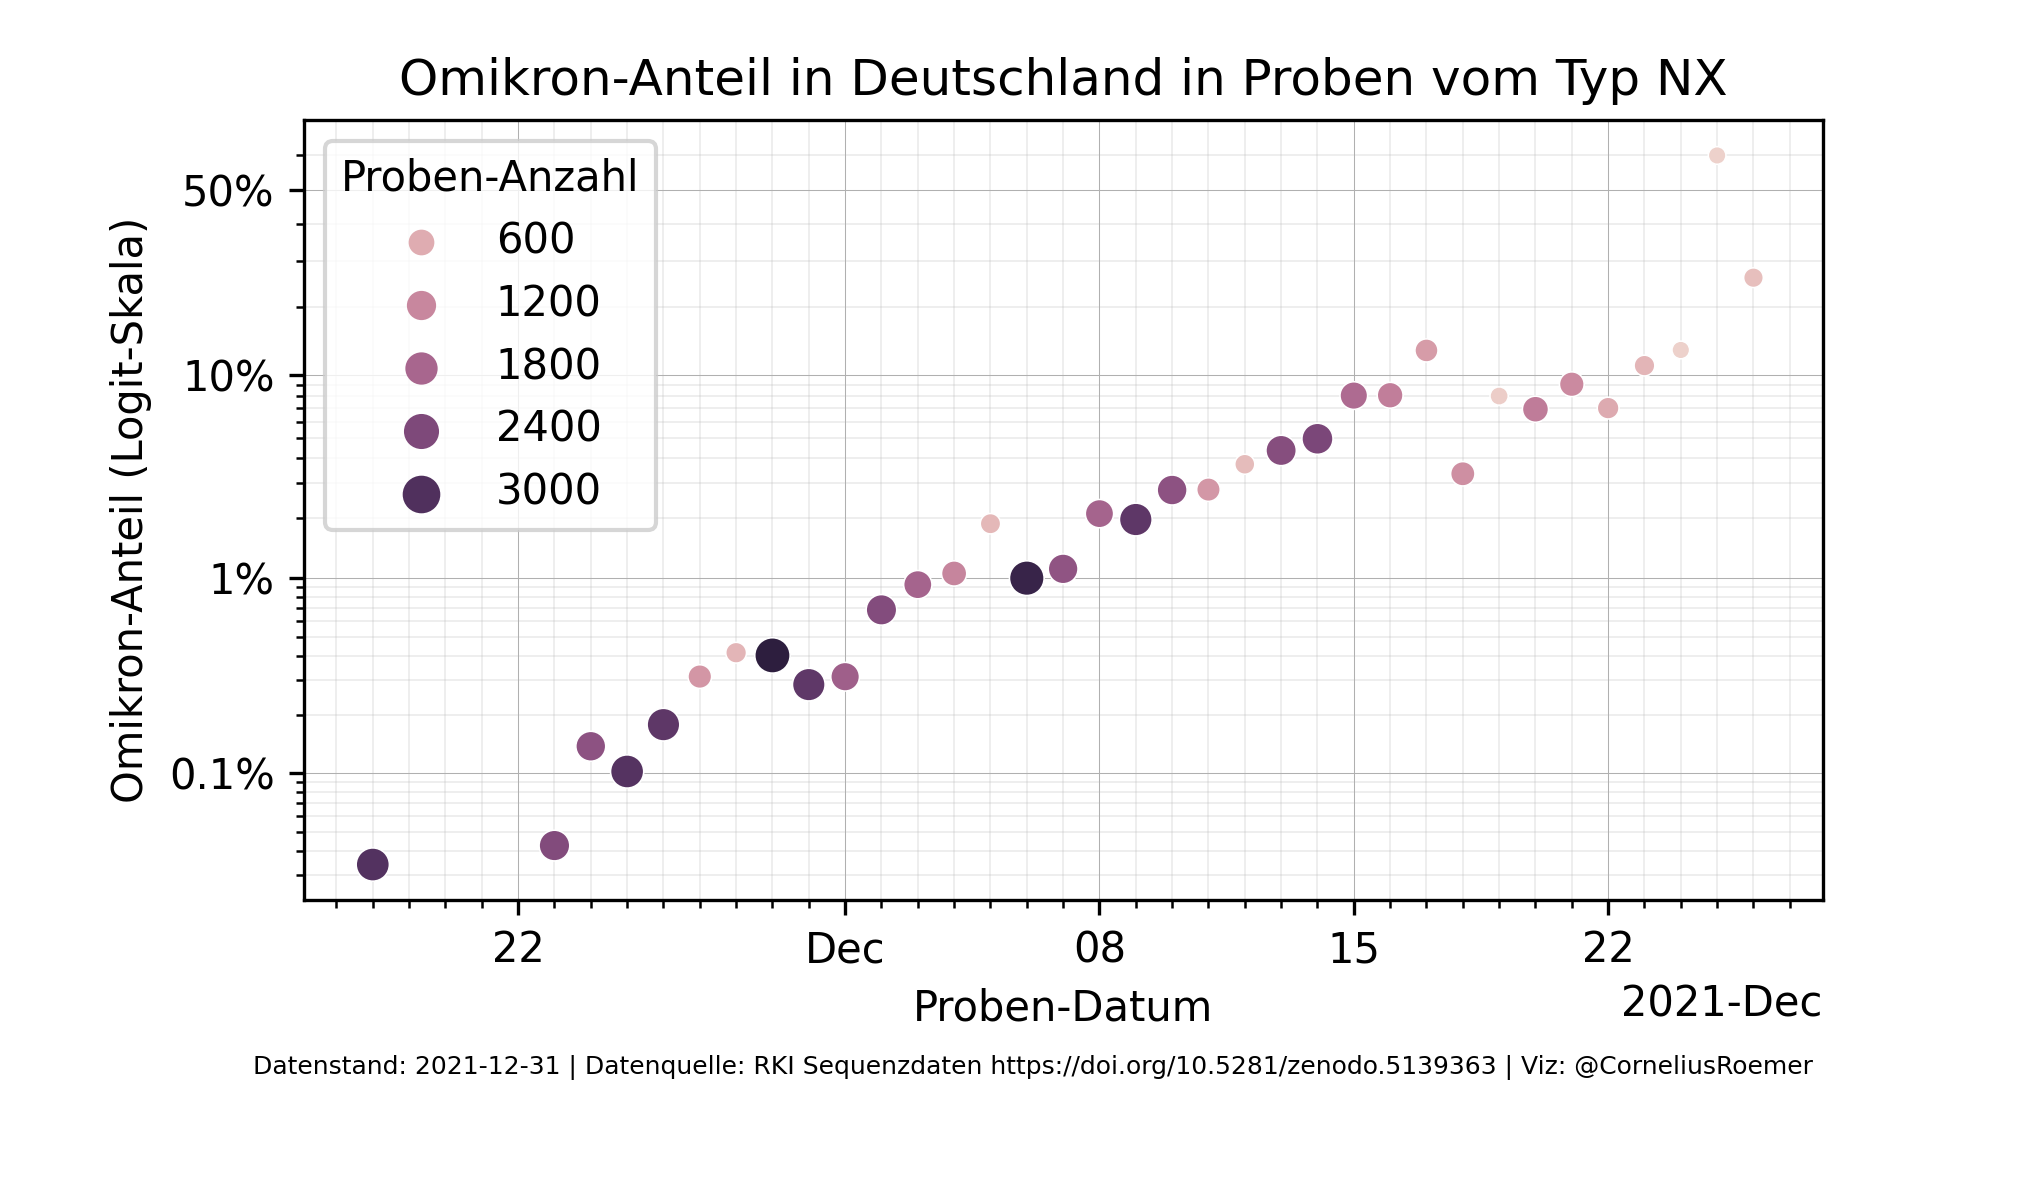 Omikron-Anteil in Deutschland in Proben vom Typ NX
Proben-Anzahl
600
1200
1800
2400
3000
Omikron-Anteil (Logit-Skala)
50%
10%
1%
0.1%
22
Dec
08
15
22
2021-Dec
Proben-Datum
Datenstand: 2021-12-31 | Datenquelle: RKI Sequenzdaten https://doi.org/10.5281/zenodo.5139363 | Viz: @CorneliusRoemer